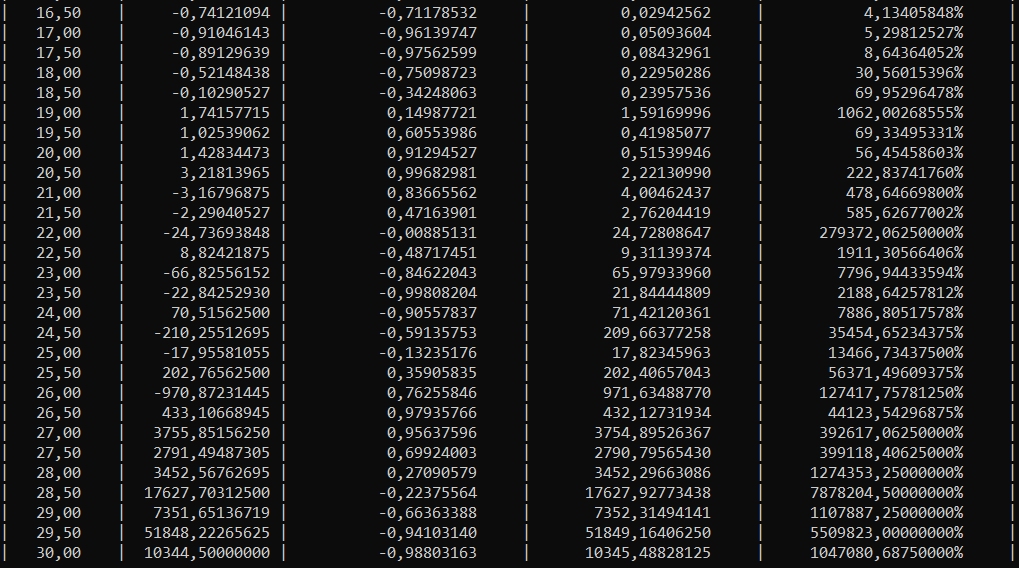 | 16,50 | -0,74121094 | -0,71178532 | 0,02942562 | 4,13405848% |
| 17,00 | -0,91046143 | -0,96139747 | 0,05093604 | 5,29812527% |
| 17,50 | -0,89129639 | -0,97562599 | 0,08432961 | 8,64364052% |
| 18,00 | -0,52148438 | -0,75098723 | 0,22950286 | 30,56015396% |
| 18,50 | -0,10290527 | -0,34248063 | 0,23957536 | 69,95296478% |
| 19,00 | 1,74157715 | 0,14987721 | 1,59169996 | 1062,00268555% |
| 19,50 | 1,02539062 | 0,60553986 | 0,41985077 | 69,33495331% |
| 20,00 | 1,42834473 | 0,91294527 | 0,51539946 | 56,45458603% |
| 20,50 | 3,21813965 | 0,99682981 | 2,22130990 | 222,83741760% |
| 21,00 | -3,16796875 | 0,83665562 | 4,00462437 | 478,64669800% |
| 21,50 | -2,29040527 | 0,47163901 | 2,76204419 | 585,62677002% |
| 22,00 | -24,73693848 | -0,00885131 | 24,72808647 | 279372,06250000% |
| 22,50 | 8,82421875 | -0,48717451 | 9,31139374 | 1911,30566406% |
| 23,00 | -66,82556152 | -0,84622043 | 65,97933960 | 7796,94433594% |
| 23,50 | -22,84252930 | -0,99808204 | 21,84444809 | 2188,64257812% |
| 24,00 | 70,51562500 | -0,90557837 | 71,42120361 | 7886,80517578% |
| 24,50 | -210,25512695 | -0,59135753 | 209,66377258 | 35454,65234375% |
| 25,00 | -17,95581055 | -0,13235176 | 17,82345963 | 13466,73437500% |
| 25,50 | 202,76562500 | 0,35905835 | 202,40657043 | 56371,49609375% |
| 26,00 | -970,87231445 | 0,76255846 | 971,63488770 | 127417,75781250% |
| 26,50 | 433,10668945 | 0,97935766 | 432,12731934 | 44123,54296875% |
| 27,00 | 3755,85156250 | 0,95637596 | 3754,89526367 | 392617,06250000% |
| 27,50 | 2791,49487305 | 0,69924003 | 2790,79565430 | 399118,40625000% |
| 28,00 | 3452,56762695 | 0,27090579 | 3452,29663086 | 1274353,25000000% |
| 28,50 | 17627,70312500 | -0,22375564 | 17627,92773438 | 7878204,50000000% |
| 29,00 | 7351,65136719 | -0,66363388 | 7352,31494141 | 1107887,25000000% |
| 29,50 | 51848,22265625 | -0,94103140 | 51849,16406250 | 5509823,00000000% |
| 30,00 | 10344,50000000 | -0,98803163 | 10345,48828125 | 1047080,68750000% |